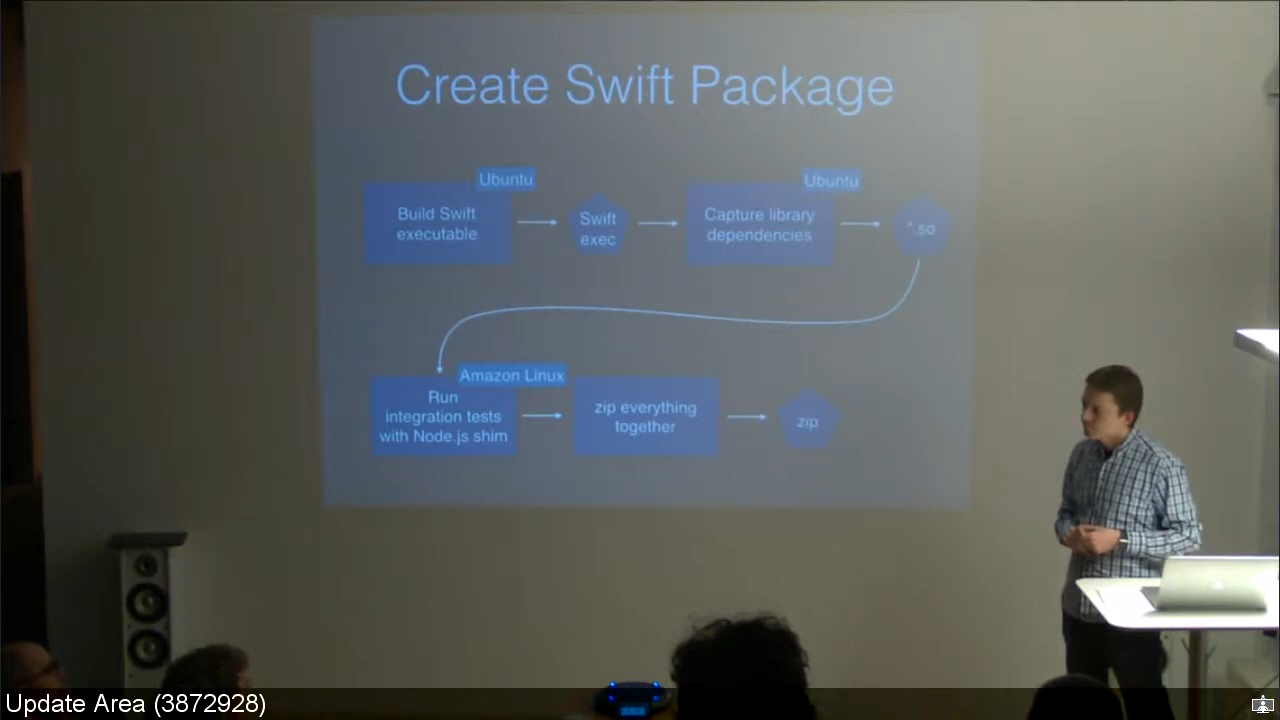 Create Swift Package
Ubuntu
Ubuntu
Build Swift
executable
Swift
exec
Capture library
dependencies
*.so
Amazon Linux
Run
integration tests
with Node.js shim
zip everything
together
zip
Update Area (3872928)